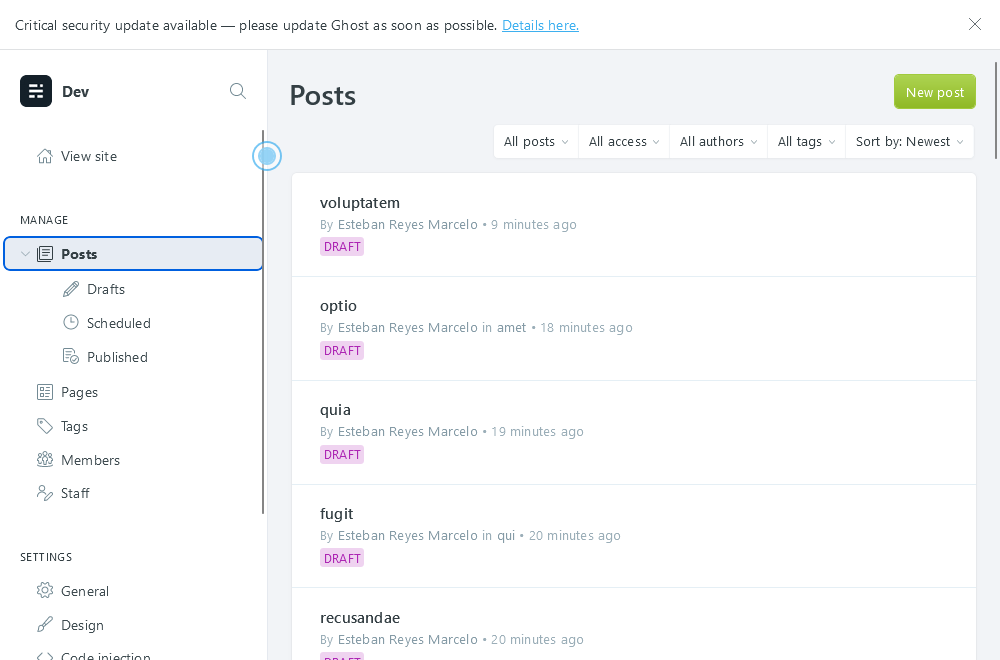 Critical security update available — please update Ghost as soon as possible. Details here.
Dev
View site
MANAGE
Posts
Drafts
Scheduled
Published
Pages
Tags
Members
Staff
SETTINGS
General
Design
Code injection
Posts
New post
All posts
All access
All authors
All tags
Sort by: Newest
voluptatem
By Esteban Reyes Marcelo • 9 minutes ago
DRAFT
optio
By Esteban Reyes Marcelo in amet • 18 minutes ago
DRAFT
quia
By Esteban Reyes Marcelo • 19 minutes ago
DRAFT
fugit
By Esteban Reyes Marcelo in qui • 20 minutes ago
DRAFT
recusandae
By Esteban Reyes Marcelo • 20 minutes ago
DRAFT